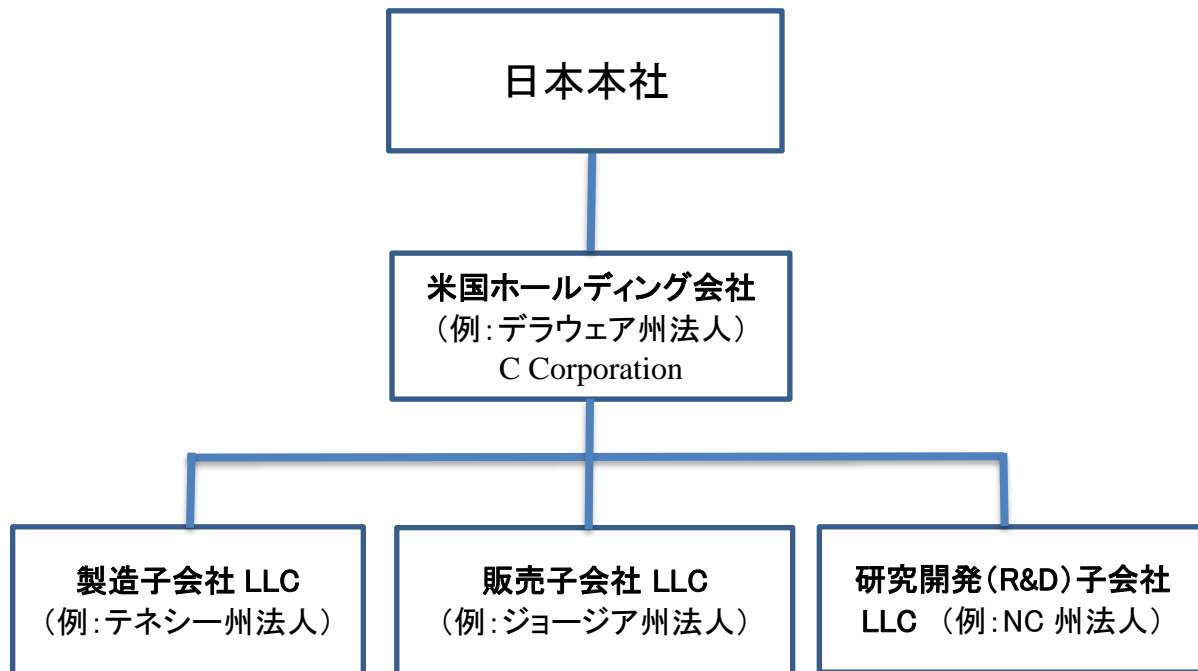 日本本社
米国ホールディング会社
（例：デラウェア州法人）
C Corporation
製造子会社 LLC
（例：テネシー州法人）
販売子会社 LLC
（例：ジョージア州法人）
研究開発（R&D）子会社
LLC （例：NC 州法人）